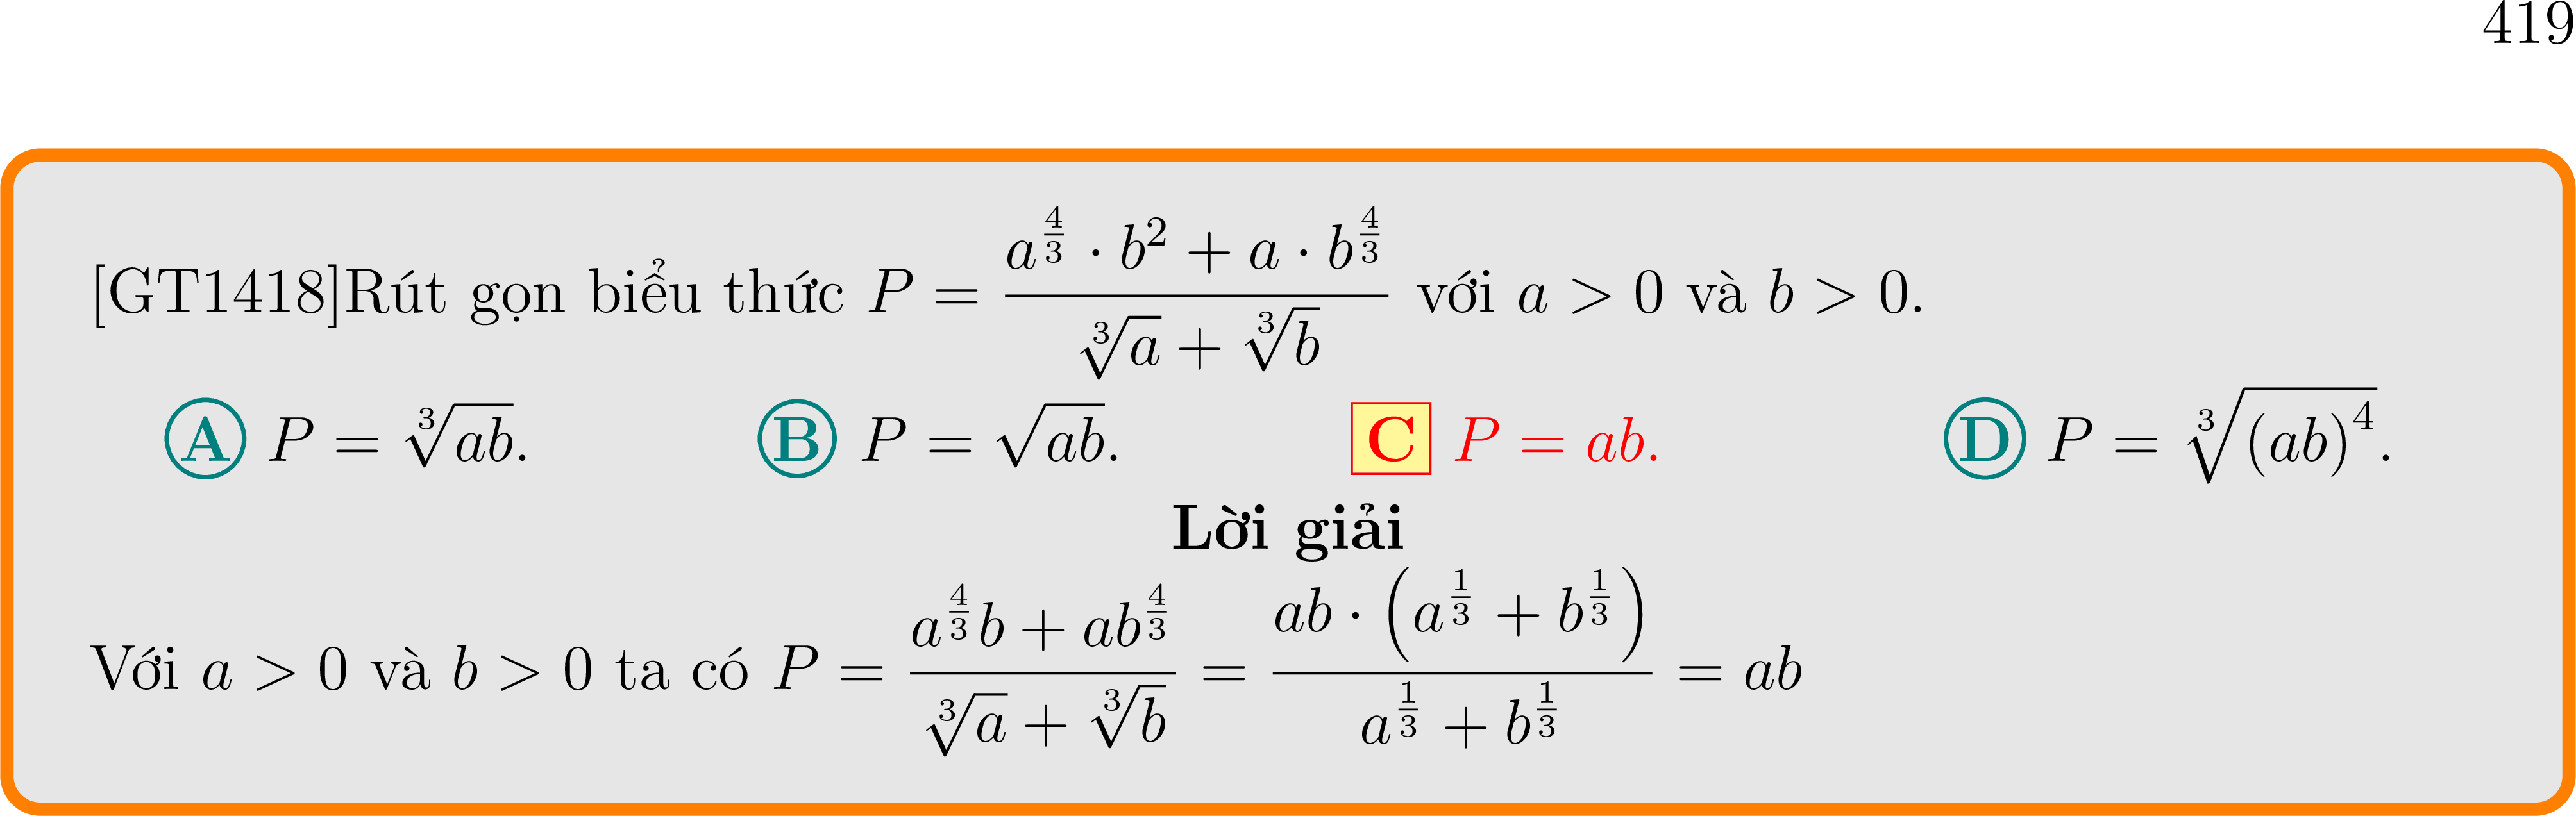 419
[GT1418]Rút gọn biểu thức $P = \dfrac{a^{\frac{4}{3}} \cdot b^2 + a \cdot b^{\frac{4}{3}}}{\sqrt[3]{a} + \sqrt[3]{b}}$ với $a > 0$ và $b > 0$.
A $P = \sqrt[3]{ab}$. B $P = \sqrt{ab}$. C $P = ab$. D $P = \sqrt[3]{(ab)^4}$.
Lời giải
Với $a > 0$ và $b > 0$ ta có $P = \dfrac{a^{\frac{4}{3}}b + ab^{\frac{4}{3}}}{\sqrt[3]{a} + \sqrt[3]{b}} = \dfrac{ab \cdot \left(a^{\frac{1}{3}} + b^{\frac{1}{3}}\right)}{a^{\frac{1}{3}} + b^{\frac{1}{3}}} = ab$